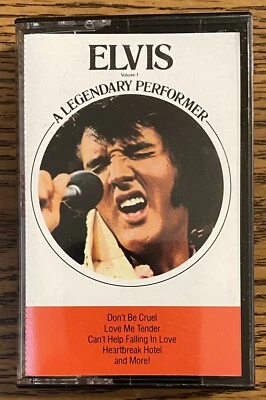 ELVIS
Volume 1
A LEGENDARY PERFORMER
Don't Be Cruel
Love Me Tender
Can't Help Falling In Love
Heartbreak Hotel
and More!